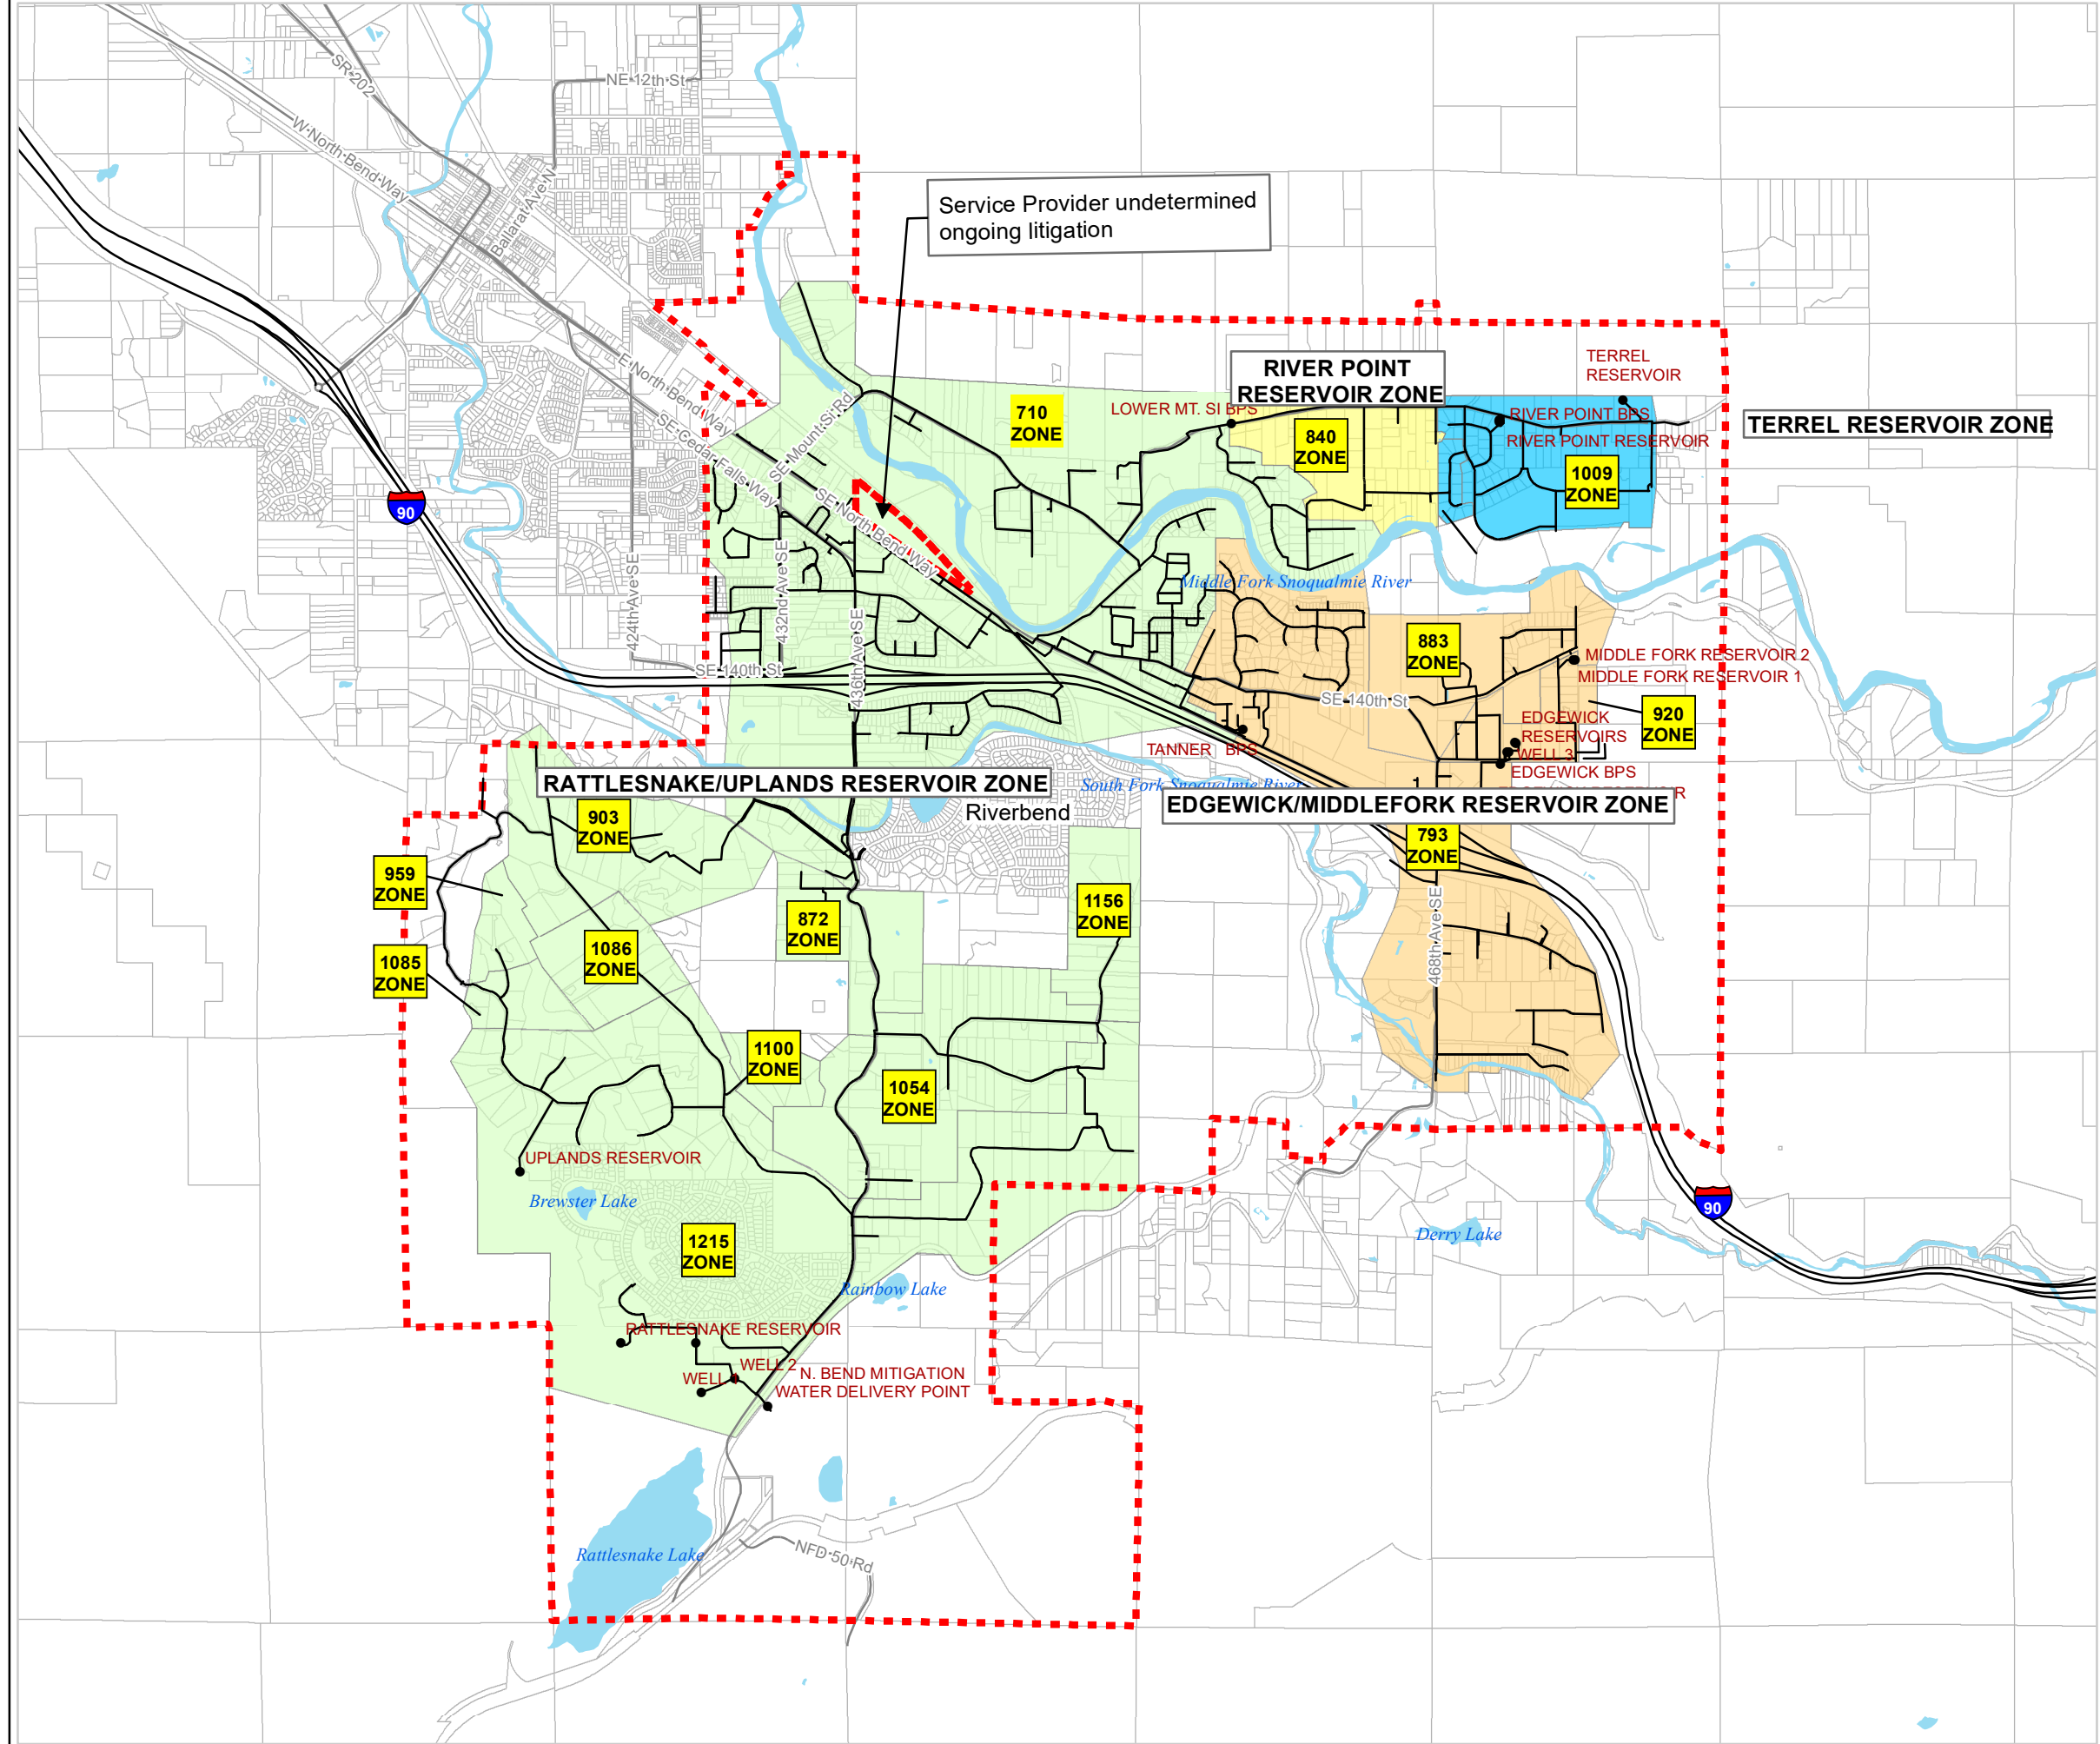 SR 202
NE 12th St
W North Bend Way
Ballarat Ave N
Service Provider undetermined
ongoing litigation
E North Bend Way
SE Cedar Falls Way
SE Mount Si Rd
SE North Bend Way
RIVER POINT
RESERVOIR ZONE
TERREL
RESERVOIR
710
ZONE
LOWER MT. SI BPS
RIVER POINT BPS
TERREL RESERVOIR ZONE
840
ZONE
RIVER POINT RESERVOIR
1009
ZONE
90
424th Ave SE
432nd Ave SE
436th Ave SE
Middle Fork Snoqualmie River
883
ZONE
MIDDLE FORK RESERVOIR 2
MIDDLE FORK RESERVOIR 1
SE 140th St
SE 140th St
920
ZONE
EDGEWICK
RESERVOIRS
WELL 3
TANNER BPS
EDGEWICK BPS
RATTLESNAKE/UPLANDS RESERVOIR ZONE
South Fork Snoqualmie River
R
EDGEWICK/MIDDLEFORK RESERVOIR ZONE
Riverbend
903
ZONE
793
ZONE
959
ZONE
872
ZONE
1156
ZONE
468th Ave SE
1086
ZONE
1085
ZONE
1100
ZONE
1054
ZONE
UPLANDS RESERVOIR
Brewster Lake
90
Derry Lake
1215
ZONE
Rainbow Lake
RATTLESNAKE RESERVOIR
WELL 2
WELL
N. BEND MITIGATION
WATER DELIVERY POINT
Rattlesnake Lake
NFD 50 Rd